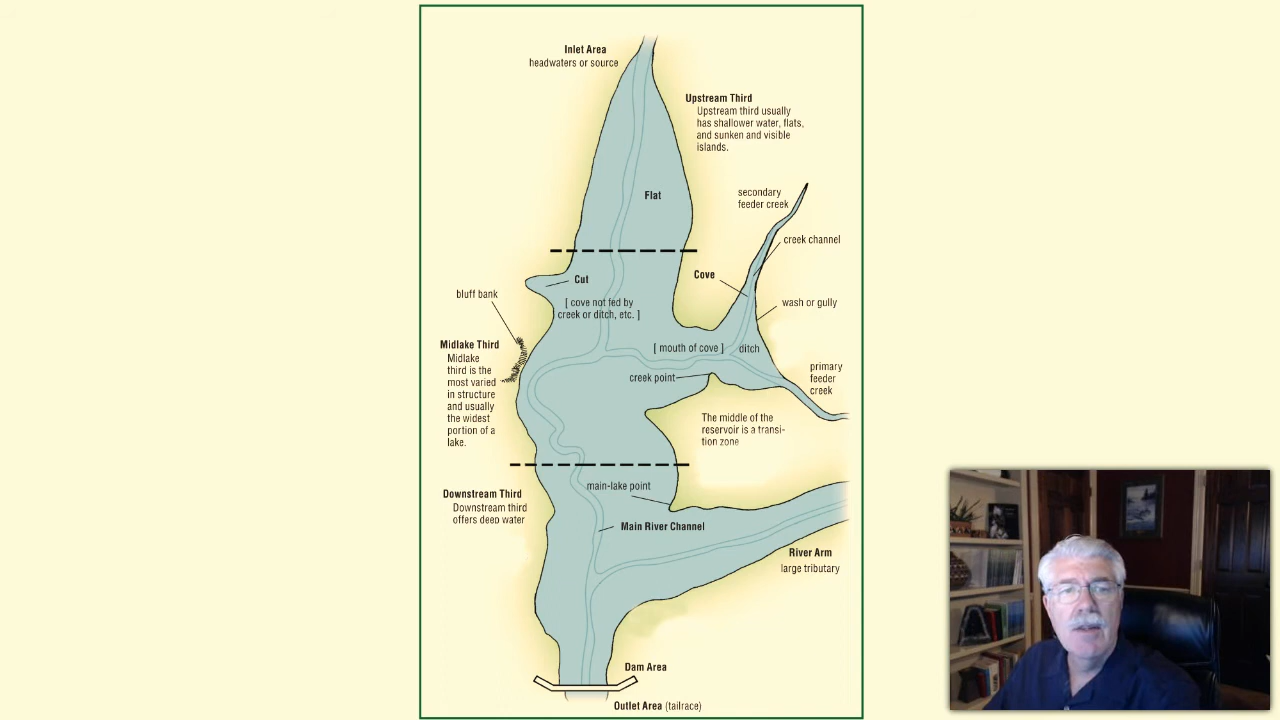 Inlet Area
headwaters or source
Upstream Third
Upstream third usually
has shallower water, flats,
and sunken and visible
islands.
Flat
secondary
feeder creek
creek channel
Cut
Cove
bluff bank
[ cove not fed by
creek or ditch, etc. ]
wash or gully
Midlake Third
Midlake
third is the
most varied
in structure
and usually
the widest
portion of a
lake.
[ mouth of cove ]
ditch
creek point
primary
feeder
creek
The middle of the
reservoir is a transi-
tion zone
main-lake point
Downstream Third
Downstream third
offers deep water
Main River Channel
River Arm
large tributary
Dam Area
Outlet Area (tailrace)